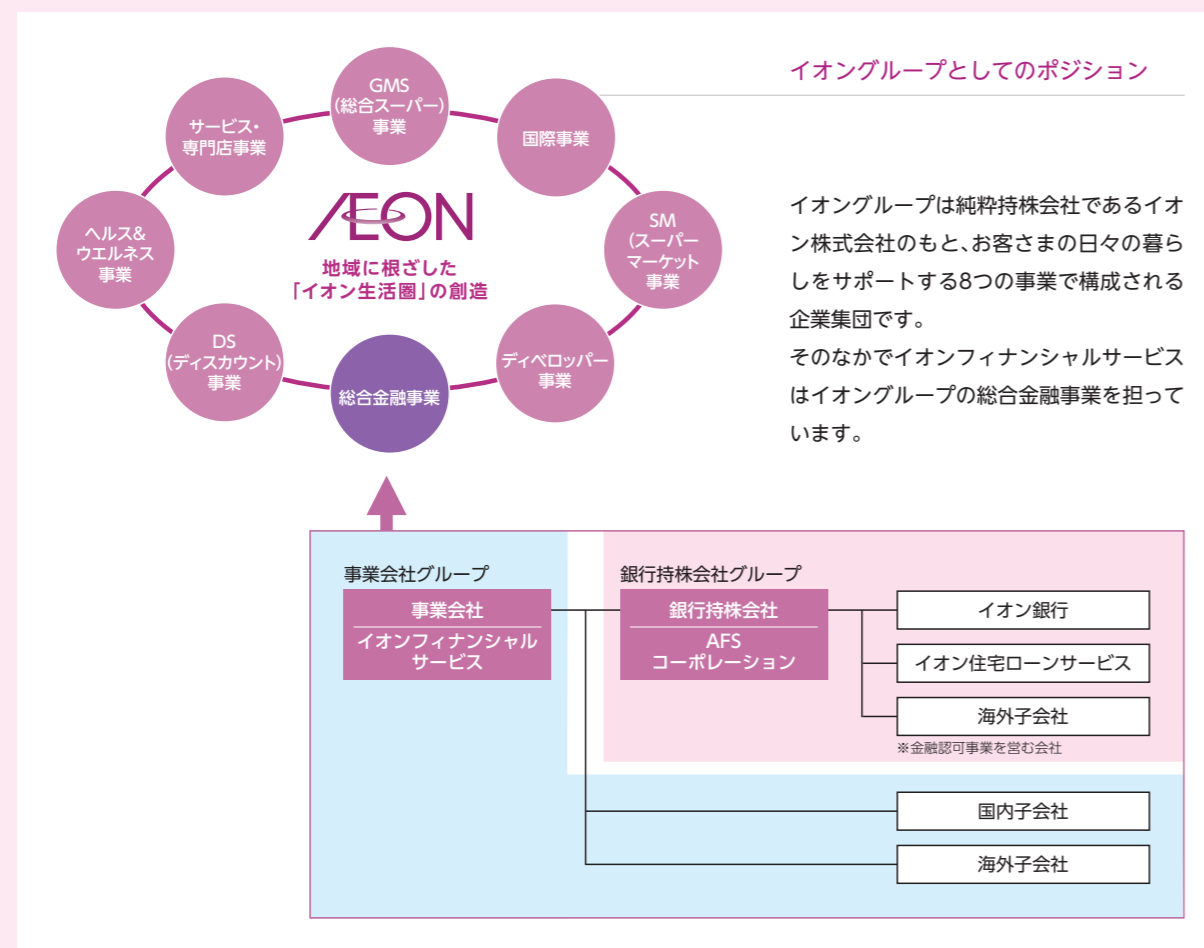 イオングループとしてのポジション
GMS
(総合スーパー)
事業
サービス・
専門店事業
国際事業
ヘルス&
ウエルネス
事業
ÆON
地域に根ざした
「イオン生活圏」の創造
SM
(スーパー
マーケット
事業
DS
(ディスカウント)
事業
総合金融事業
ディベロッパー
事業
イオングループは純粋持株会社であるイオ
ン株式会社のもと、お客さまの日々の暮ら
しをサポートする8つの事業で構成される
企業集団です。
そのなかでイオンフィナンシャルサービス
はイオングループの総合金融事業を担って
います。
事業会社グループ
事業会社
イオンフィナンシャル
サービス
銀行持株会社グループ
銀行持株会社
AFS
コーポレーション
イオン銀行
イオン住宅ローンサービス
海外子会社
※金融認可事業を営む会社
国内子会社
海外子会社